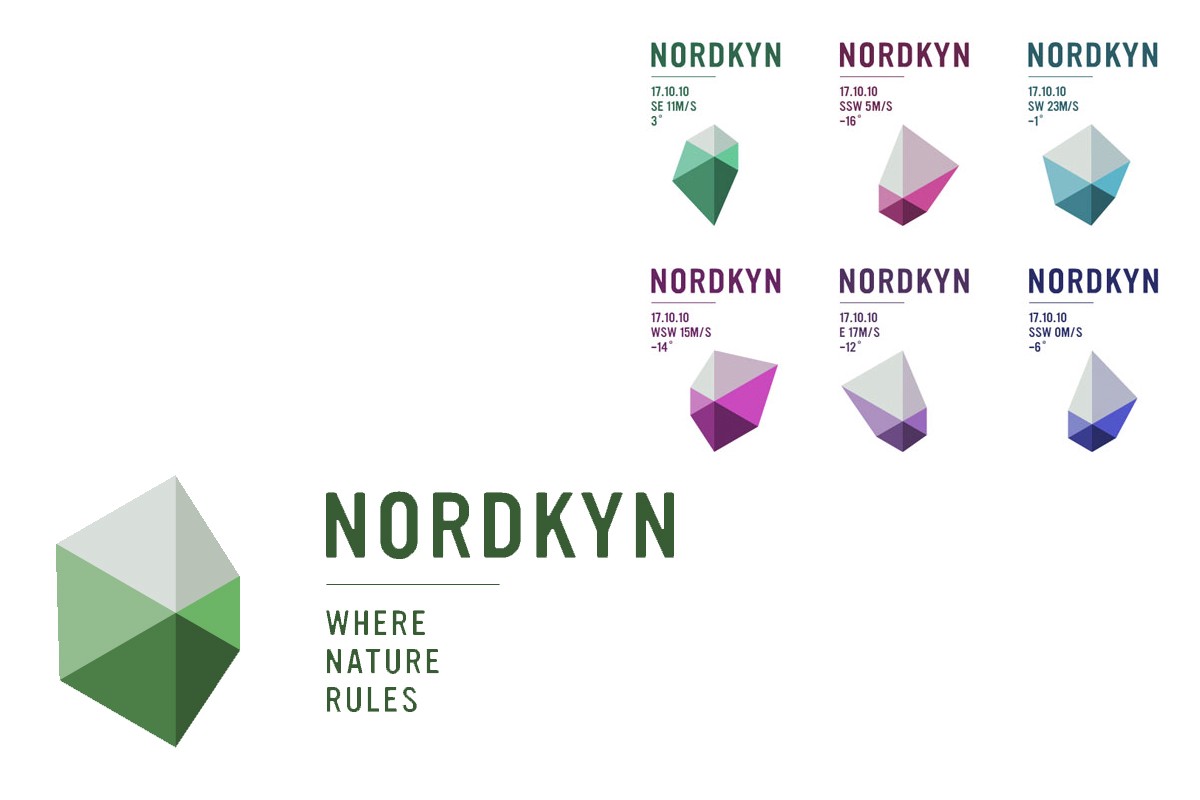 NORDKYN
17.10.10
SE 11M/S
3°
NORDKYN
17.10.10
SSW 5M/S
-16°
NORDKYN
17.10.10
SW 23M/S
-1°
NORDKYN
17.10.10
WSW 15M/S
-14°
NORDKYN
17.10.10
E 17M/S
-12°
NORDKYN
17.10.10
SSW 0M/S
-6°
NORDKYN
WHERE
NATURE
RULES